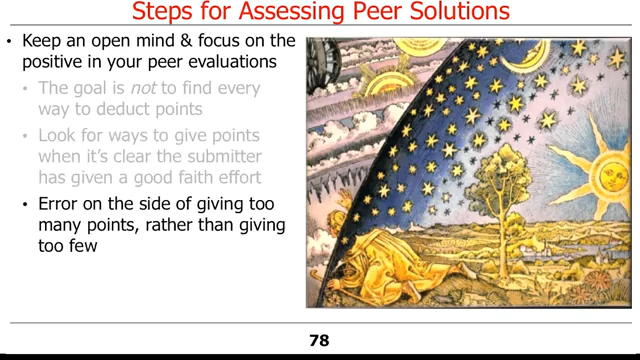 Steps for Assessing Peer Solutions
• Keep an open mind & focus on the
positive in your peer evaluations
• The goal is not to find every
way to deduct points
• Look for ways to give points
when it’s clear the submitter
has given a good faith effort
• Error on the side of giving too
many points, rather than giving
too few
78